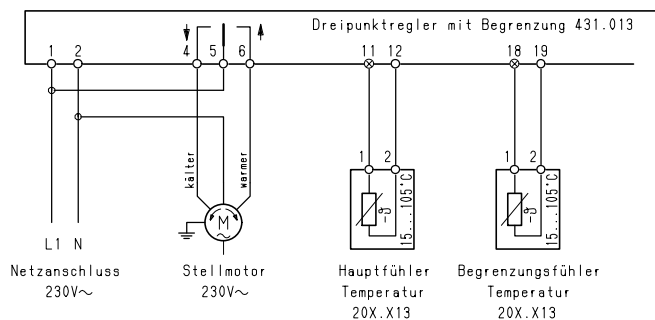 Dreipunktregler mit Begrenzung 431.013
1 2 4 5 6 11 12 18 19
kälter
wärmer
1 2
1 2
15...105°C
15...105°C
-ϑ
-ϑ
M
~
L1 N
Netzanschluss
230V~
Stellmotor
230V~
Hauptfühler
Temperatur
20X.X13
Begrenzungsfühler
Temperatur
20X.X13